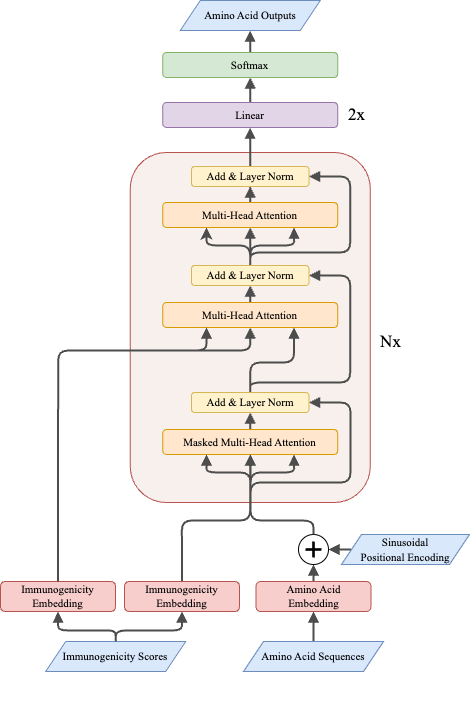 Amino Acid Outputs
Softmax
Linear
2x
Add & Layer Norm
Multi-Head Attention
Add & Layer Norm
Multi-Head Attention
Nx
Add & Layer Norm
Masked Multi-Head Attention
Sinusoidal
Positional Encoding
Immunogenicity
Embedding
Immunogenicity
Embedding
Amino Acid
Embedding
Immunogenicity Scores
Amino Acid Sequences